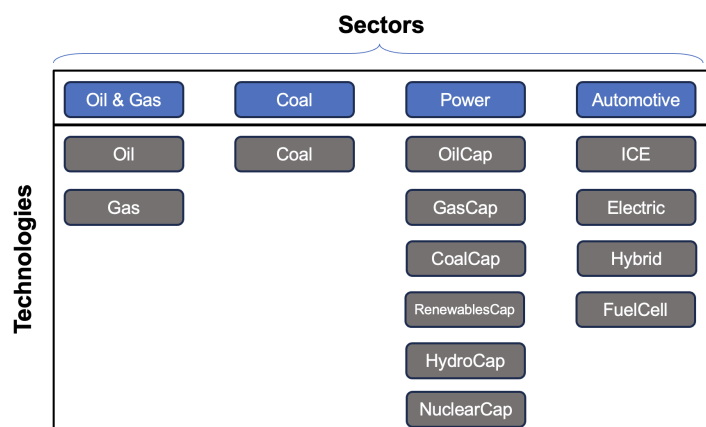 Sectors
Oil & Gas Coal Power Automotive
Technologies
Oil Coal OilCap ICE
Gas GasCap Electric
CoalCap Hybrid
RenewablesCap FuelCell
HydroCap
NuclearCap